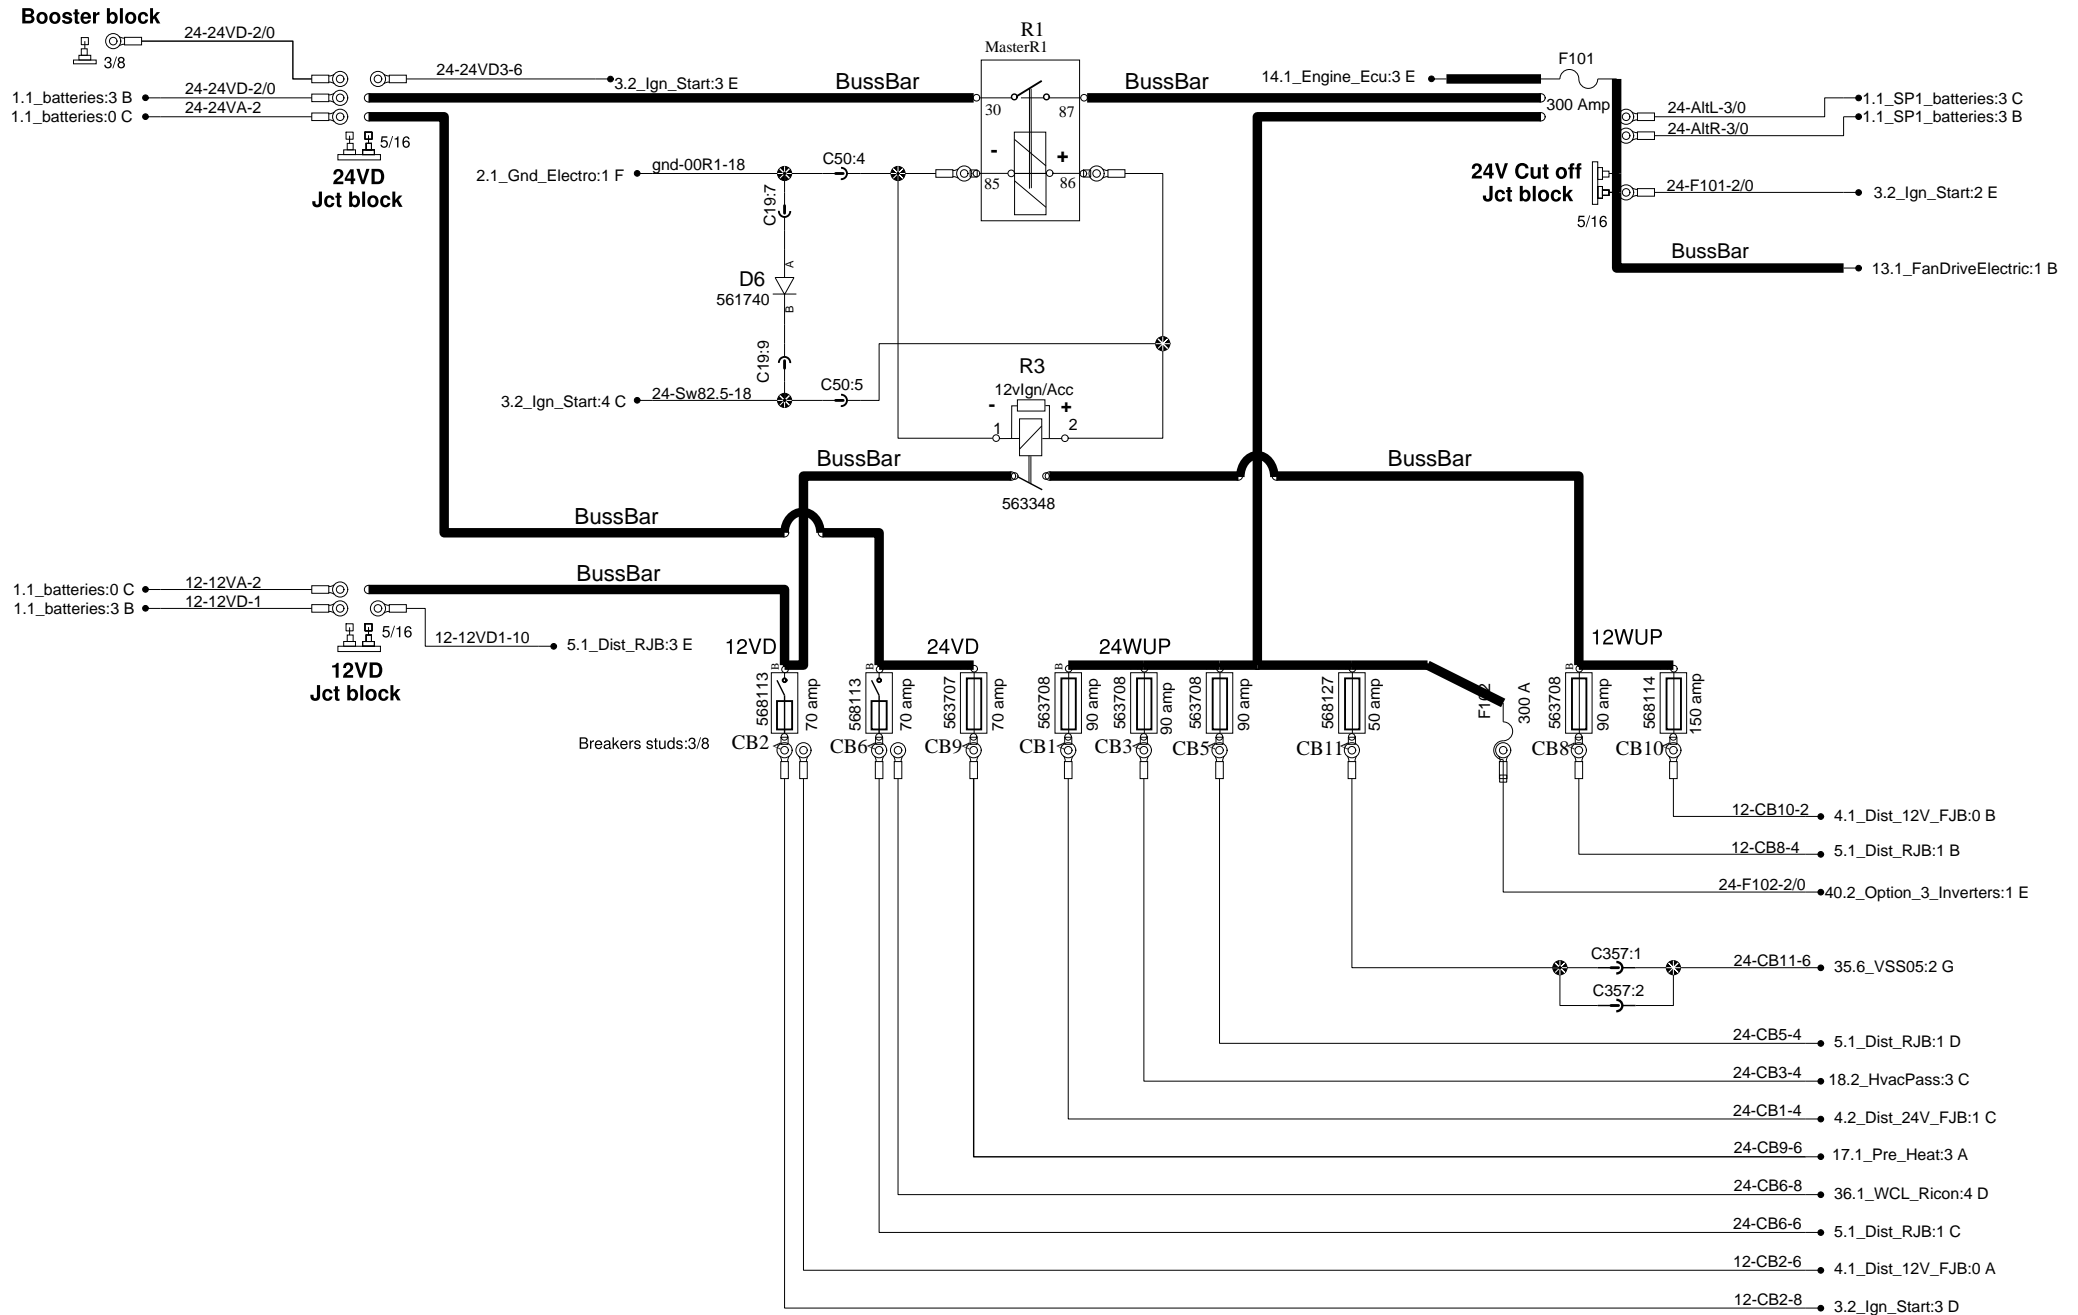 Booster block
24-24VD-2/0
3/8
24-24VD3-6
3.2_Ign_Start:3 E
1.1_batteries:3 B
24-24VD-2/0
1.1_batteries:0 C
24-24VA-2
5/16
24VD
Jct block
BussBar
R1
MasterR1
30
87
-
+
85
86
BussBar
14.1_Engine_Ecu:3 E
F101
300 Amp
24-AltL-3/0
1.1_SP1_batteries:3 C
24-AltR-3/0
1.1_SP1_batteries:3 B
24V Cut off
Jct block
5/16
24-F101-2/0
3.2_Ign_Start:2 E
BussBar
13.1_FanDriveElectric:1 B
2.1_Gnd_Electro:1 F
gnd-00R1-18
C50:4
C19:7
A
D6
561740
B
C19:9
3.2_Ign_Start:4 C
24-Sw82.5-18
C50:5
R3
12vIgn/Acc
-
+
1
2
563348
BussBar
BussBar
BussBar
BussBar
1.1_batteries:0 C
12-12VA-2
1.1_batteries:3 B
12-12VD-1
5/16
12-12VD1-10
5.1_Dist_RJB:3 E
12VD
Jct block
12VD
24VD
24WUP
12WUP
B
568113
70 amp
CB2
B
568113
70 amp
CB6
563707
70 amp
CB9
B
563708
90 amp
CB1
563708
90 amp
CB3
563708
90 amp
CB5
568127
50 amp
CB11
F102
300 A
B
563708
90 amp
CB8
568114
150 amp
CB10
Breakers studs:3/8
12-CB10-2
4.1_Dist_12V_FJB:0 B
12-CB8-4
5.1_Dist_RJB:1 B
24-F102-2/0
40.2_Option_3_Inverters:1 E
C357:1
24-CB11-6
35.6_VSS05:2 G
C357:2
24-CB5-4
5.1_Dist_RJB:1 D
24-CB3-4
18.2_HvacPass:3 C
24-CB1-4
4.2_Dist_24V_FJB:1 C
24-CB9-6
17.1_Pre_Heat:3 A
24-CB6-8
36.1_WCL_Ricon:4 D
24-CB6-6
5.1_Dist_RJB:1 C
12-CB2-6
4.1_Dist_12V_FJB:0 A
12-CB2-8
3.2_Ign_Start:3 D